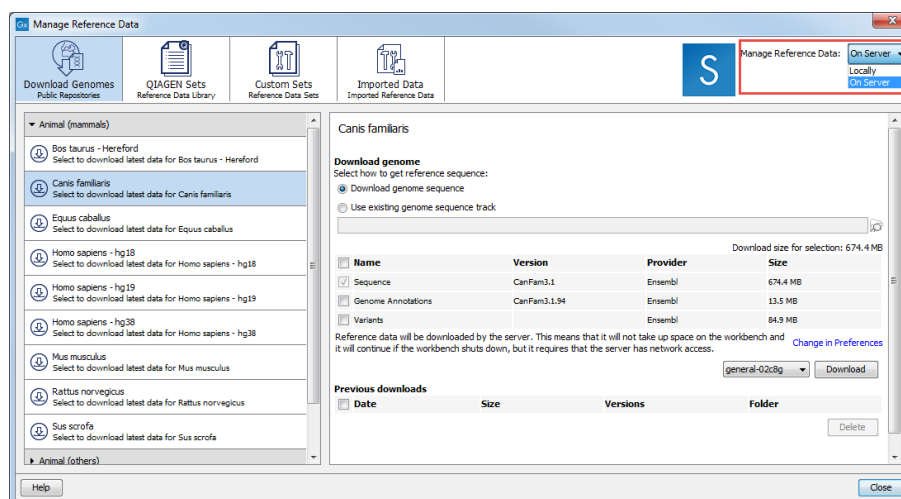 Gx Manage Reference Data
Download Genomes
Public Repositories
QIAGEN Sets
Reference Data Library
Custom Sets
Reference Data Sets
Imported Data
Imported Reference Data
S
Manage Reference Data: On Server
Locally
On Server
Animal (mammals)
Bos taurus - Hereford
Select to download latest data for Bos taurus - Hereford
Canis familiaris
Select to download latest data for Canis familiaris
Equus caballus
Select to download latest data for Equus caballus
Homo sapiens - hg18
Select to download latest data for Homo sapiens - hg18
Homo sapiens - hg19
Select to download latest data for Homo sapiens - hg19
Homo sapiens - hg38
Select to download latest data for Homo sapiens - hg38
Mus musculus
Select to download latest data for Mus musculus
Rattus norvegicus
Select to download latest data for Rattus norvegicus
Sus scrofa
Select to download latest data for Sus scrofa
Animal (others)
Canis familiaris
Download genome
Select how to get reference sequence:
Download genome sequence
Use existing genome sequence track
Download size for selection: 674.4 MB
Name Version Provider Size
Sequence CanFam3.1 Ensembl 674.4 MB
Genome Annotations CanFam3.1.94 Ensembl 13.5 MB
Variants Ensembl 84.9 MB
Reference data will be downloaded by the server. This means that it will not take up space on the workbench and
it will continue if the workbench shuts down, but it requires that the server has network access.
Change in Preferences
general-02c8g Download
Previous downloads
Date Size Versions Folder
Delete
Help Close